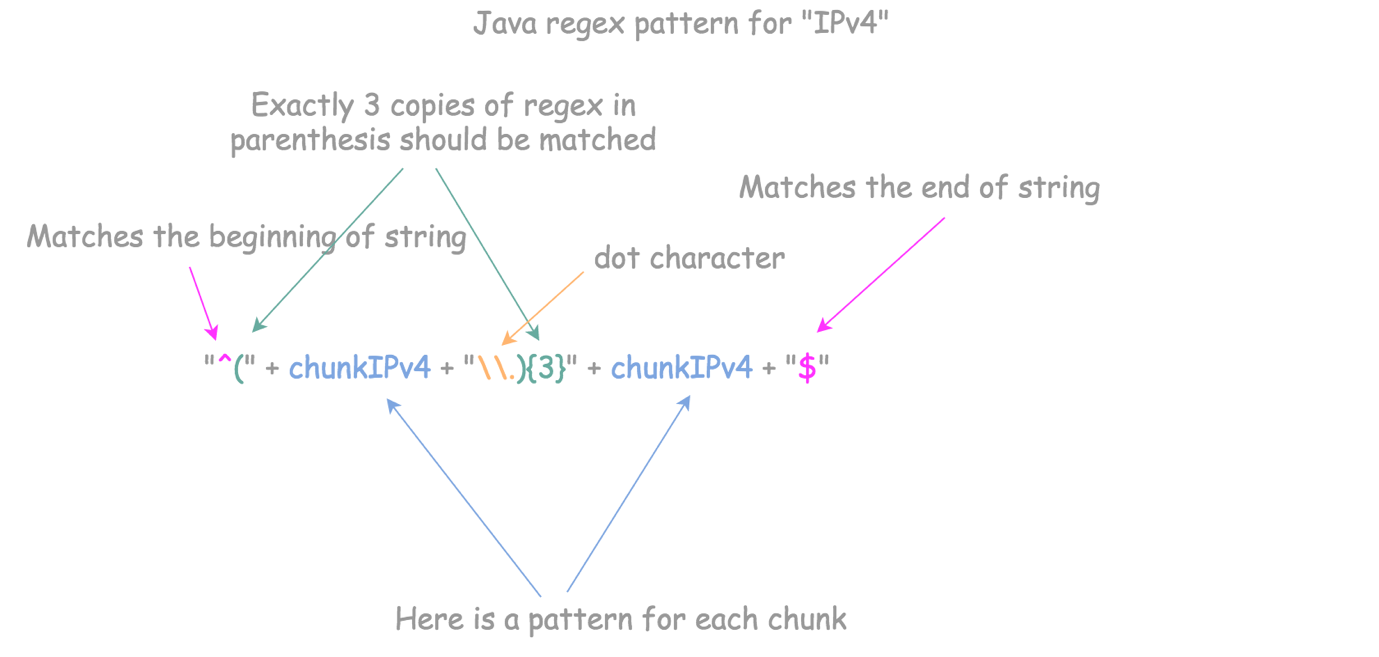 Java regex pattern for "IPv4"
Exactly 3 copies of regex in
parenthesis should be matched
Matches the end of string
Matches the beginning of string
dot character
"^(" + chunkIPv4 + "\\.){3}" + chunkIPv4 + "$"
Here is a pattern for each chunk